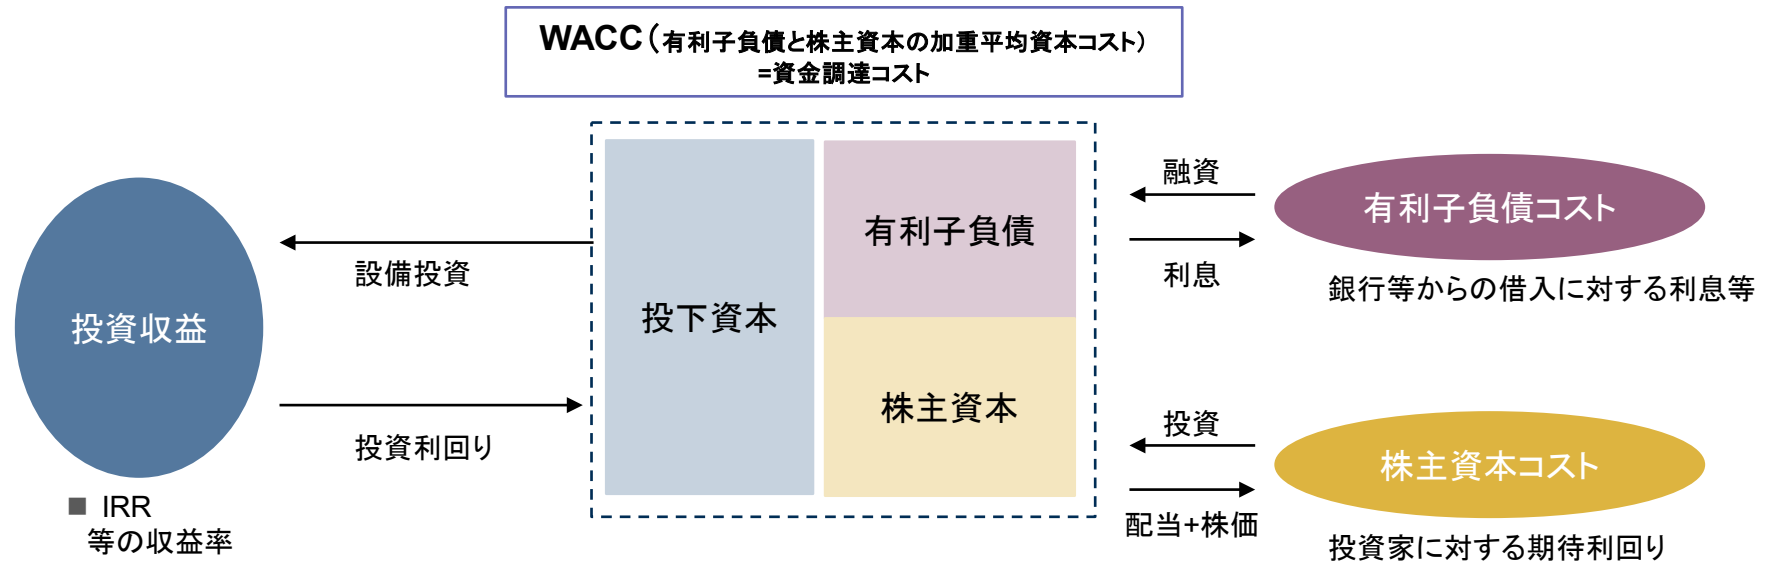 WACC（有利子負債と株主資本の加重平均資本コスト）
=資金調達コスト
投資収益
■ IRR
等の収益率
設備投資
投資利回り
投下資本
有利子負債
株主資本
融資
利息
有利子負債コスト
銀行等からの借入に対する利息等
投資
配当+株価
株主資本コスト
投資家に対する期待利回り